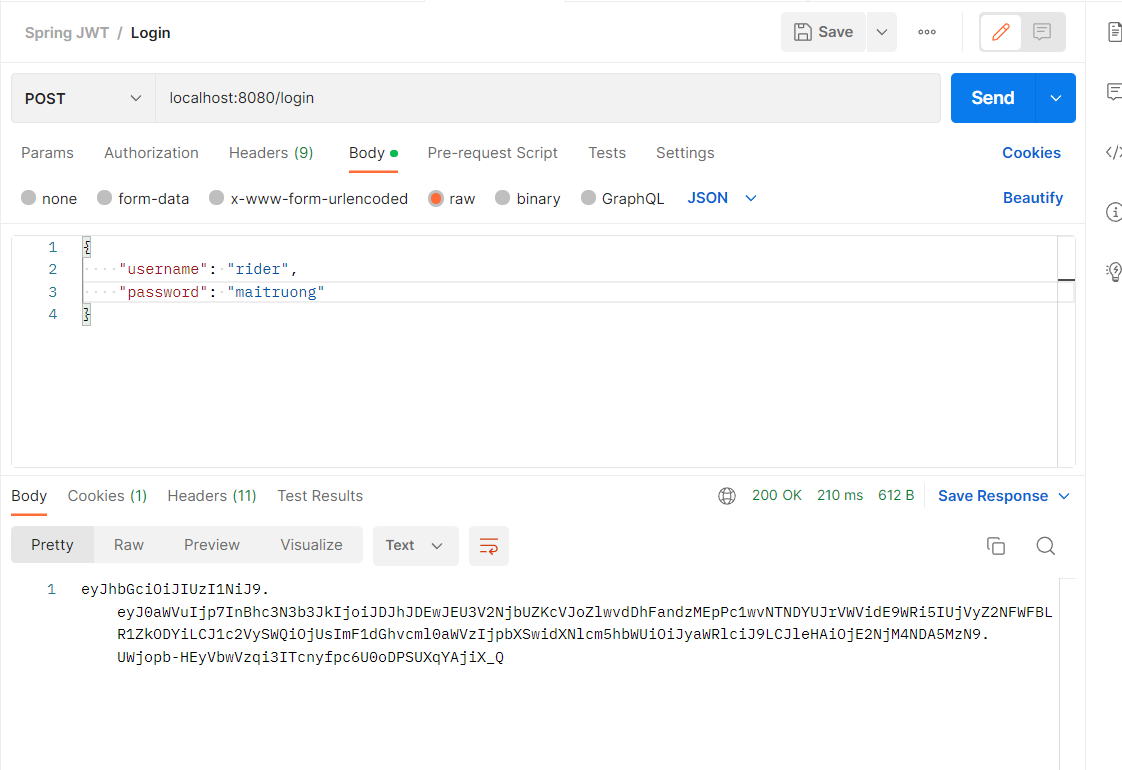 Spring JWT / Login
Save
POST
localhost:8080/login
Send
Params Authorization Headers (9) Body Pre-request Script Tests Settings Cookies
none form-data x-www-form-urlencoded raw binary GraphQL JSON Beautify
1 {
2 "username": "rider",
3 "password": "maitruong"
4 }
Body Cookies (1) Headers (11) Test Results 200 OK 210 ms 612 B Save Response
Pretty Raw Preview Visualize Text
1 eyJhbGciOiJIUzI1NiJ9.
eyJ0aWVuIjp7InBhc3N3b3JkIjoiJDJhJDEwJEU3V2NjbUZKcVJoZlwvdDhFandzMEpPc1wvNTNDYUJrVWVidE9WRi5IUjVyZ2NFWFBL
R1ZkODYiLCJ1c2VySWQiOjUsImF1dGhvcml0aWVzIjpbXSwidXNlcm5hbWUiOiJyaWRlciJ9LCJleHAiOjE2NjM4NDA5MzN9.
UWjopb-HEyVbwVzqi3ITcnyfpc6U0oDPSUXqYAjiX_Q